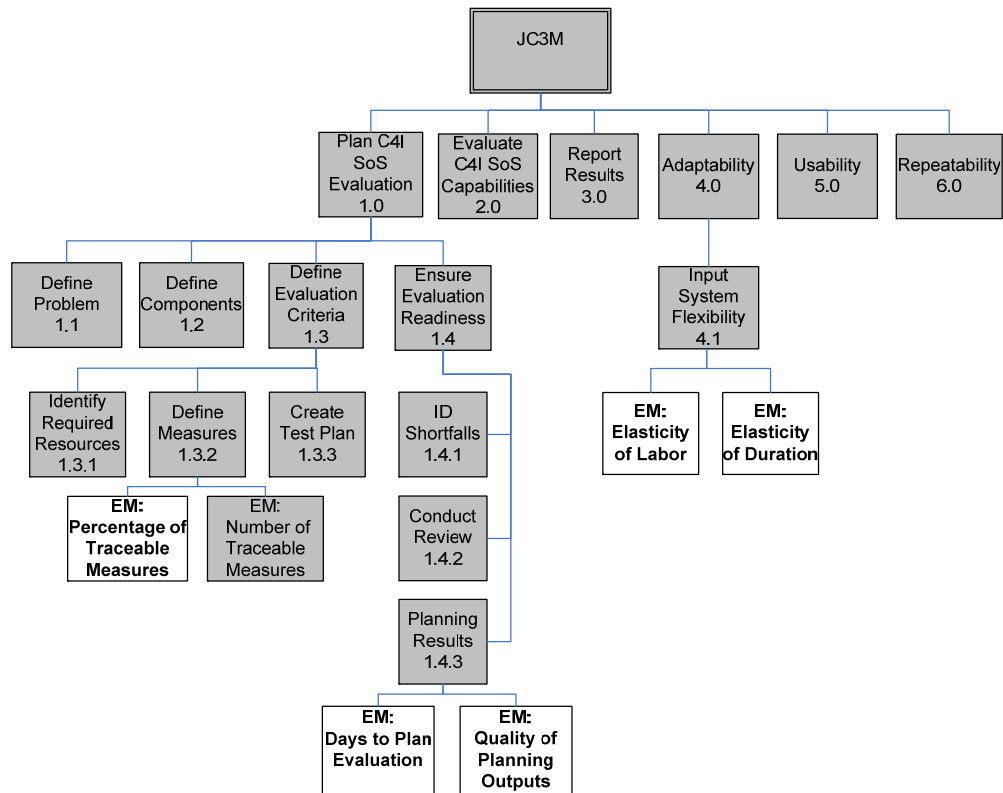 JC3M
Plan C4I
SoS
Evaluation
1.0
Evaluate
C4I SoS
Capabilities
2.0
Report
Results
3.0
Adaptability
4.0
Usability
5.0
Repeatability
6.0
Define
Problem
1.1
Define
Components
1.2
Define
Evaluation
Criteria
1.3
Ensure
Evaluation
Readiness
1.4
Input
System
Flexibility
4.1
Identify
Required
Resources
1.3.1
Define
Measures
1.3.2
Create
Test Plan
1.3.3
ID
Shortfalls
1.4.1
EM:
Elasticity
of Labor
EM:
Elasticity
of Duration
EM:
Percentage of
Traceable
Measures
EM:
Number of
Traceable
Measures
Conduct
Review
1.4.2
Planning
Results
1.4.3
EM:
Days to Plan
Evaluation
EM:
Quality of
Planning
Outputs